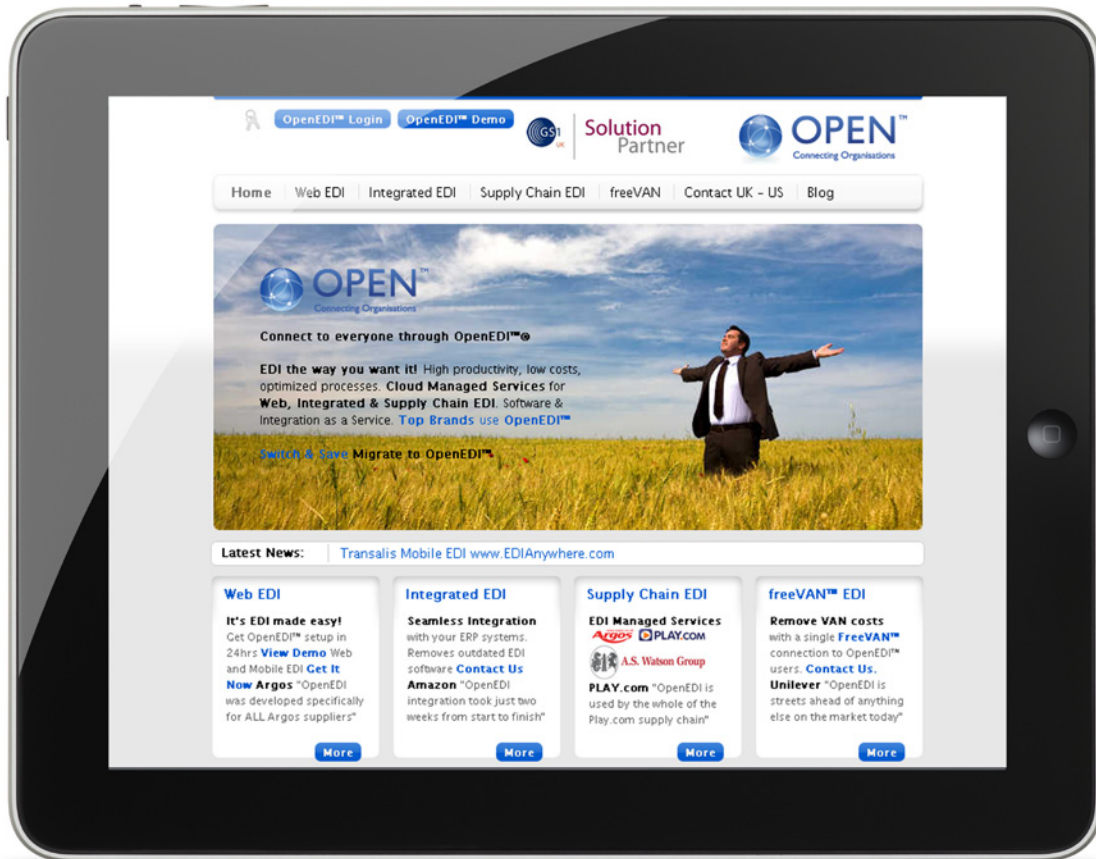 OpenEDI™ Login
OpenEDI™ Demo
GS1
UK
Solution
Partner
OPEN™
Connecting Organisations
Home
Web EDI
Integrated EDI
Supply Chain EDI
freeVAN
Contact UK - US
Blog
OPEN™
Connecting Organisations
Connect to everyone through OpenEDI™®
EDI the way you want it! High productivity, low costs,
optimized processes. Cloud Managed Services for
Web, Integrated & Supply Chain EDI. Software &
Integration as a Service. Top Brands use OpenEDI™
Switch & Save Migrate to OpenEDI™
Latest News:
Transalis Mobile EDI www.EDIAnywhere.com
Web EDI
It's EDI made easy!
Get OpenEDI™ setup in
24hrs View Demo Web
and Mobile EDI Get It
Now Argos "OpenEDI
was developed specifically
for ALL Argos suppliers"
More
Integrated EDI
Seamless Integration
with your ERP systems.
Removes outdated EDI
software Contact Us
Amazon "OpenEDI
integration took just two
weeks from start to finish"
More
Supply Chain EDI
EDI Managed Services
Argos
PLAY.COM
A.S. Watson Group
PLAY.com "OpenEDI is
used by the whole of the
Play.com supply chain"
More
freeVAN™ EDI
Remove VAN costs
with a single FreeVAN™
connection to OpenEDI™
users. Contact Us.
Unilever "OpenEDI is
streets ahead of anything
else on the market today"
More